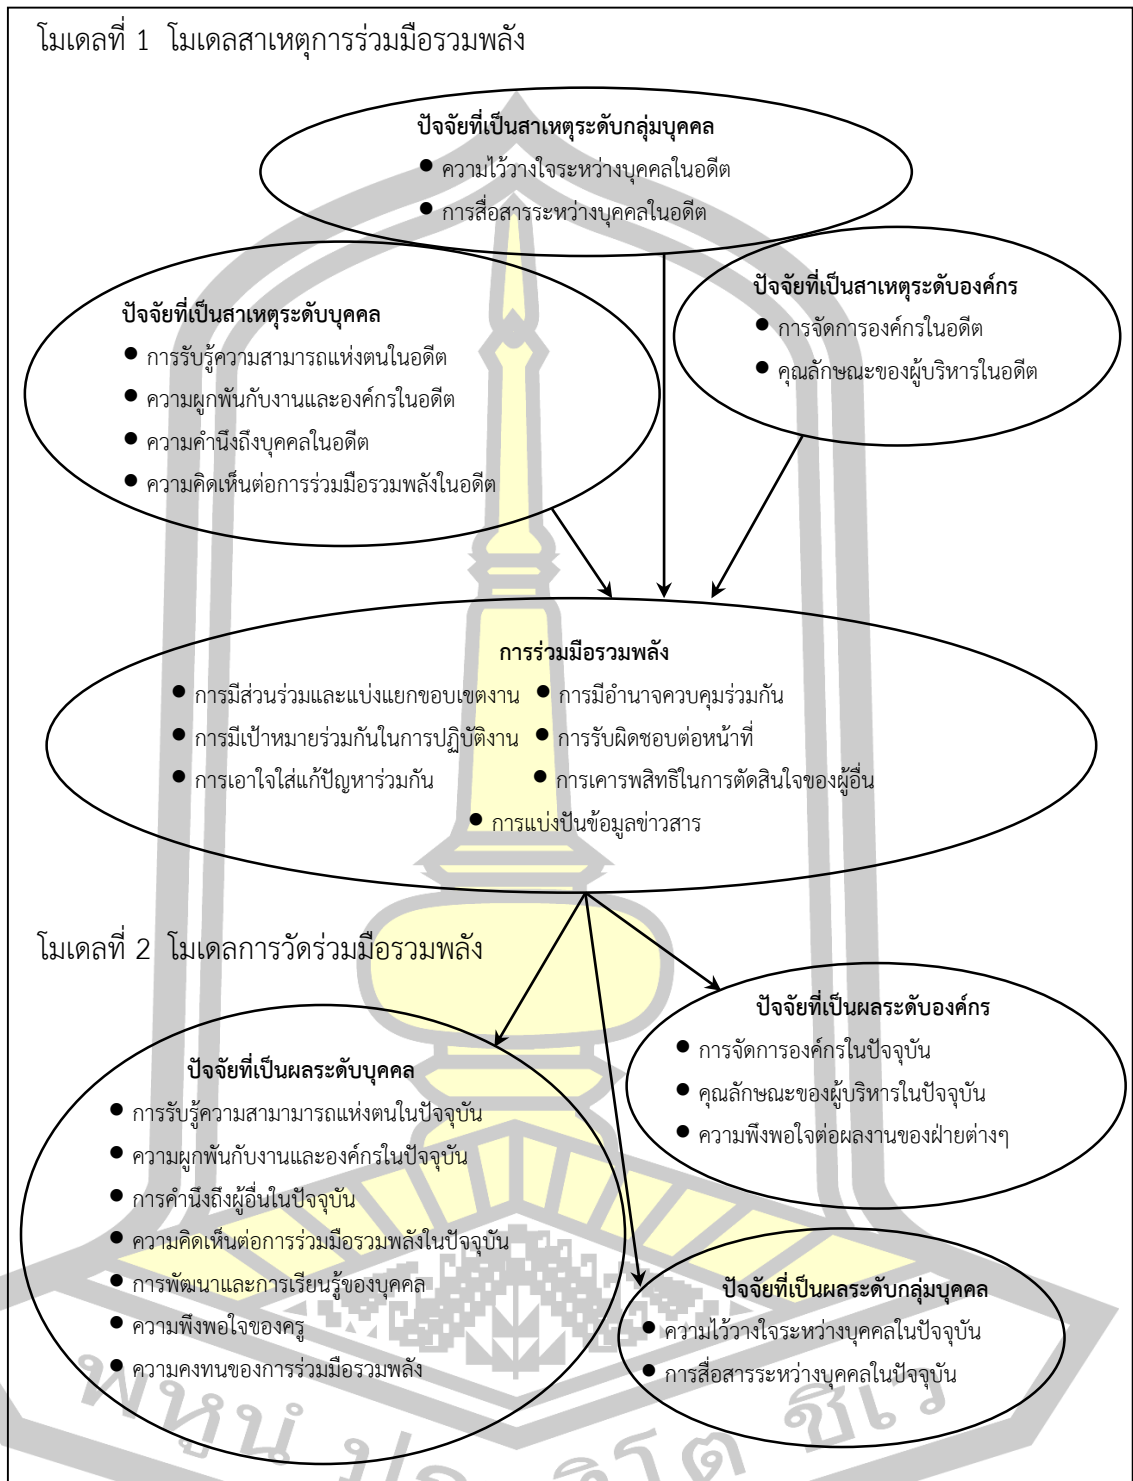 โมเดลที่ 1 โมเดลสาเหตุการร่วมมือรวมพลัง
ปัจจัยที่เป็นสาเหตุระดับกลุ่มบุคคล
● ความไว้วางใจระหว่างบุคคลในอดีต
● การสื่อสารระหว่างบุคคลในอดีต
ปัจจัยที่เป็นสาเหตุระดับบุคคล
● การรับรู้ความสามารถแห่งตนในอดีต
● ความผูกพันกับงานและองค์กรในอดีต
● ความคำนึงถึงบุคคลในอดีต
● ความคิดเห็นต่อการร่วมมือรวมพลังในอดีต
ปัจจัยที่เป็นสาเหตุระดับองค์กร
● การจัดการองค์กรในอดีต
● คุณลักษณะของผู้บริหารในอดีต
การร่วมมือรวมพลัง
● การมีส่วนร่วมและแบ่งแยกขอบเขตงาน ● การมีอำนาจควบคุมร่วมกัน
● การมีเป้าหมายร่วมกันในการปฏิบัติงาน ● การรับผิดชอบต่อหน้าที่
● การเอาใจใส่แก้ปัญหาร่วมกัน ● การเคารพสิทธิในการตัดสินใจของผู้อื่น
● การแบ่งปันข้อมูลข่าวสาร
โมเดลที่ 2 โมเดลการวัดร่วมมือรวมพลัง
ปัจจัยที่เป็นผลระดับองค์กร
● การจัดการองค์กรในปัจจุบัน
● คุณลักษณะของผู้บริหารในปัจจุบัน
● ความพึงพอใจต่อผลงานของฝ่ายต่างๆ
ปัจจัยที่เป็นผลระดับบุคคล
● การรับรู้ความสามามารถแห่งตนในปัจจุบัน
● ความผูกพันกับงานและองค์กรในปัจจุบัน
● การคำนึงถึงผู้อื่นในปัจจุบัน
● ความคิดเห็นต่อการร่วมมือรวมพลังในปัจจุบัน
● การพัฒนาและการเรียนรู้ของบุคคล
● ความพึงพอใจของครู
● ความคงทนของการร่วมมือรวมพลัง
ปัจจัยที่เป็นผลระดับกลุ่มบุคคล
● ความไว้วางใจระหว่างบุคคลในปัจจุบัน
● การสื่อสารระหว่างบุคคลในปัจจุบัน
พหูนํ
ชีเว